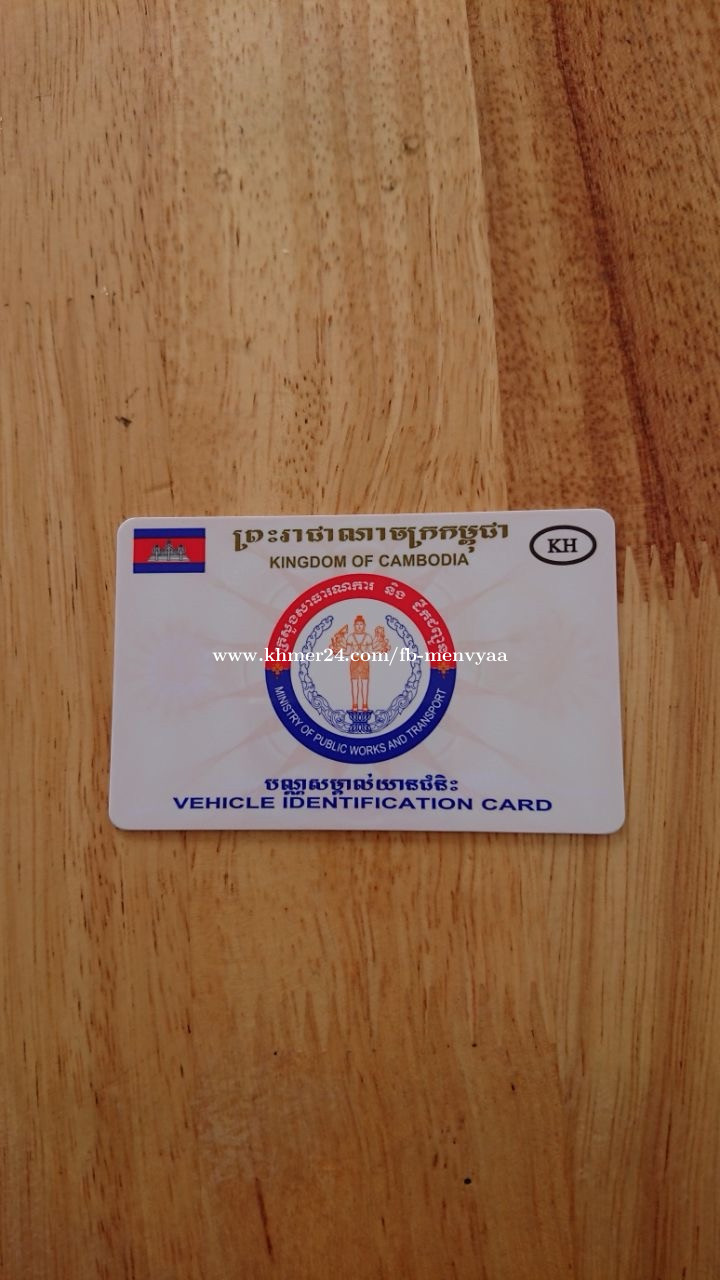 ព្រះរាជាណាចក្រកម្ពុជា
KINGDOM OF CAMBODIA
KH
ក្រសួងសាធារណការ និង ដឹកជញ្ជូន
www.khmer24.com/fb-menvyaa
MINISTRY OF PUBLIC WORKS AND TRANSPORT
បណ្ណសម្គាល់យានជំនិះ
VEHICLE IDENTIFICATION CARD